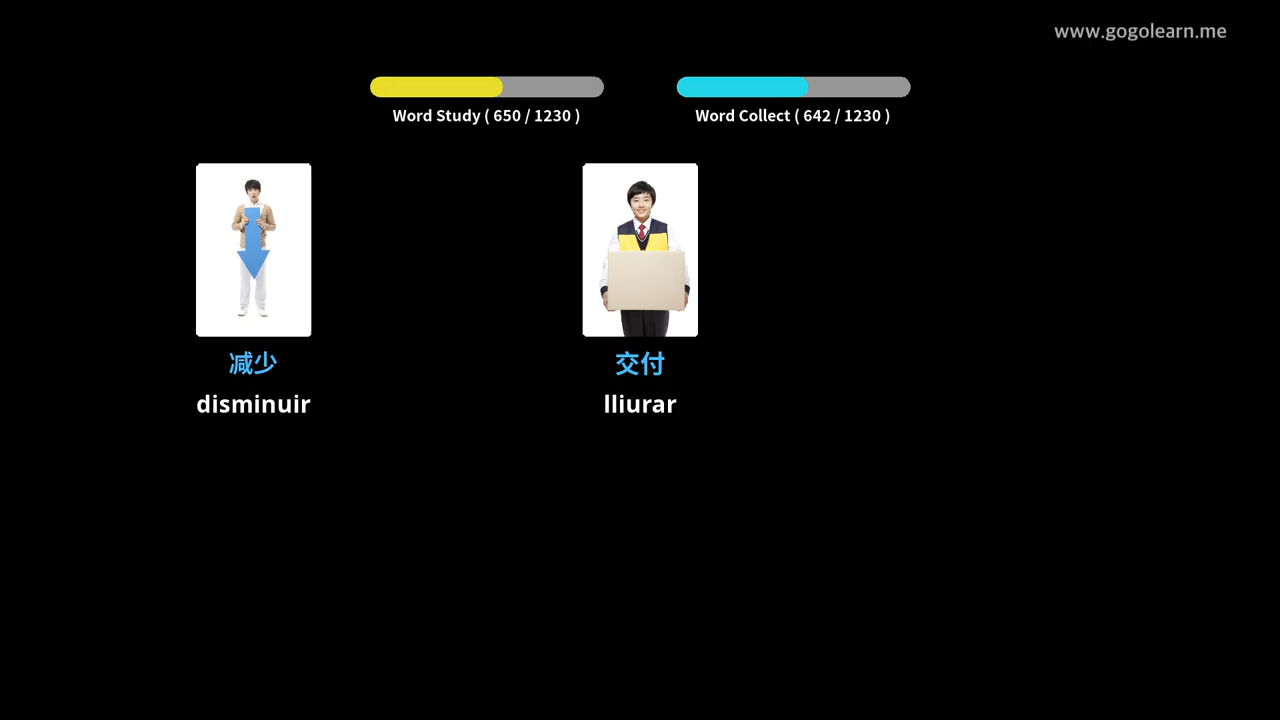 www.gogolearn.me
Word Study ( 650 / 1230 )
Word Collect ( 642 / 1230 )
减少
disminuir
交付
lliurar